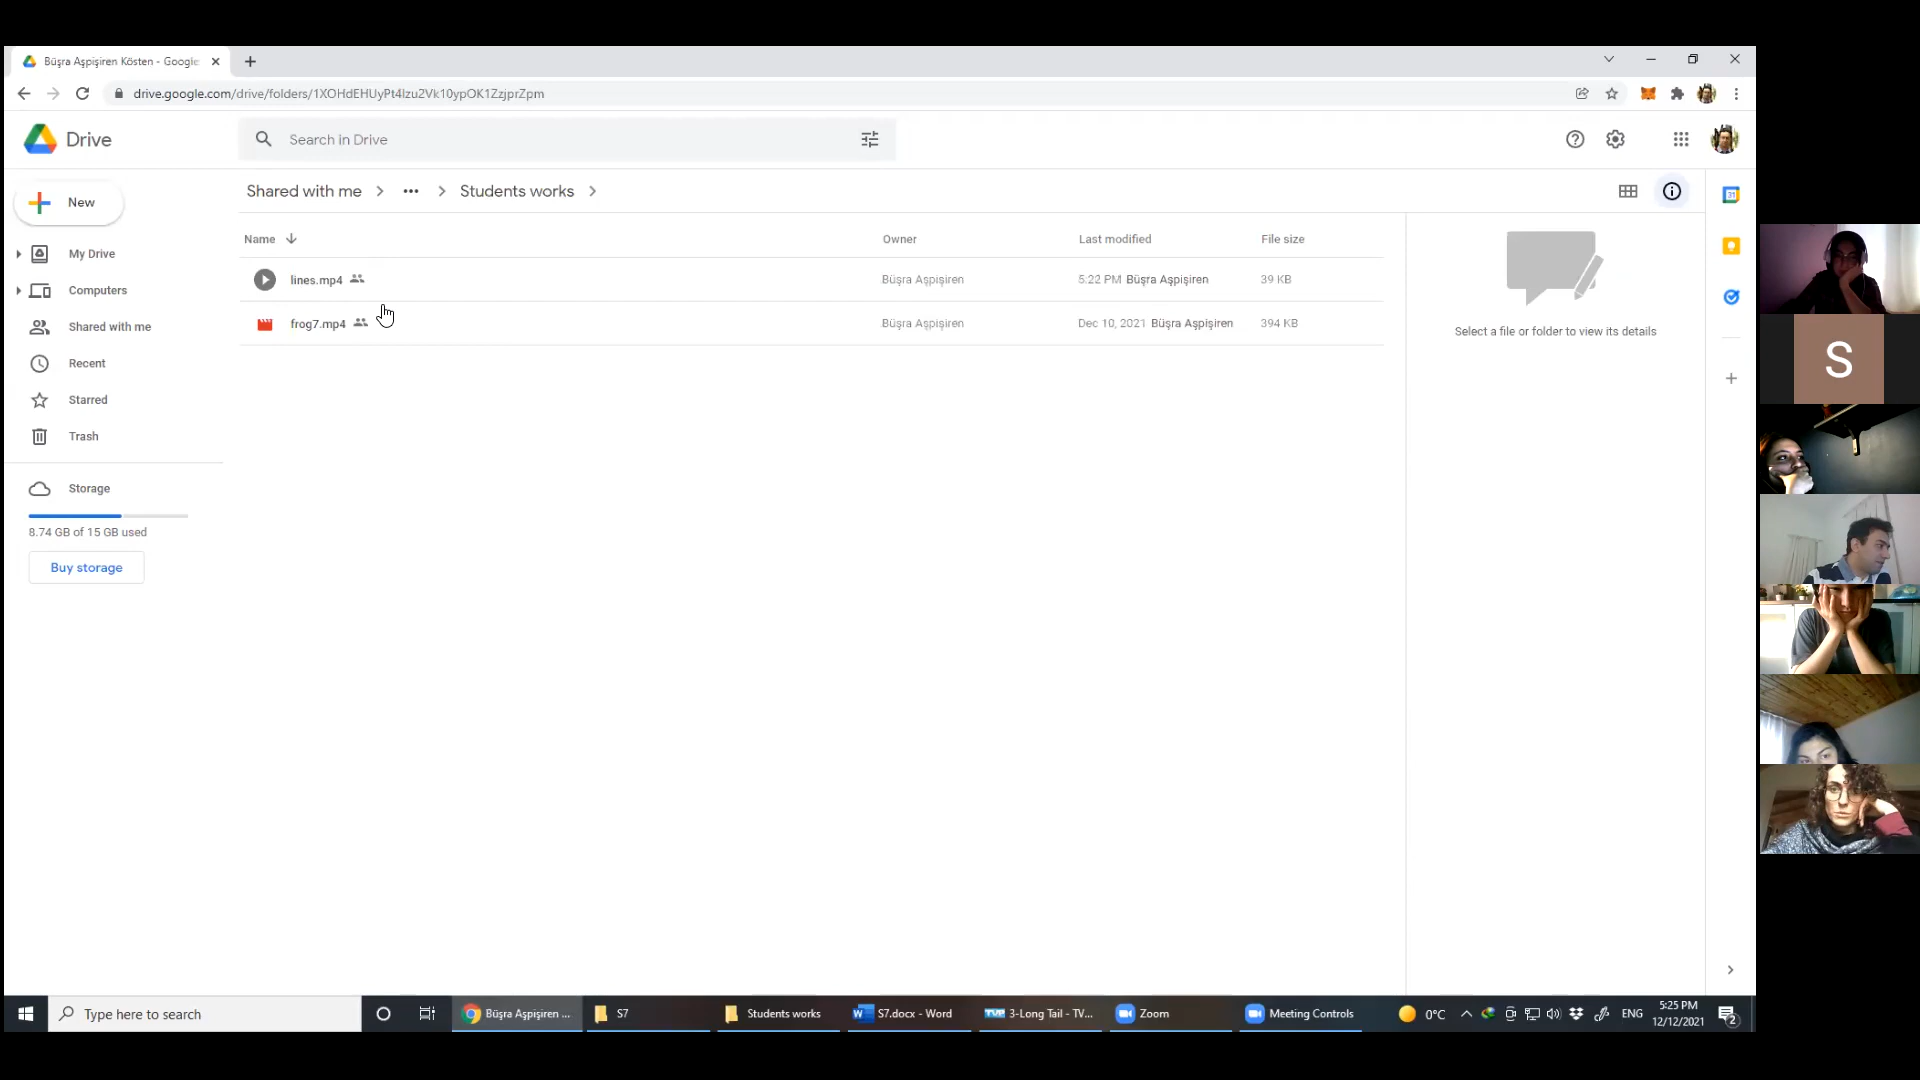 Büşra Aşpişiren Kösten - Google
drive.google.com/drive/folders/1XOHdEHUyPt4Izu2Vk10ypOK1ZzjprZpm
Drive
Search in Drive
New
Shared with me
Students works
Name
Owner
Last modified
File size
My Drive
lines.mp4
Büşra Aşpişiren
5:22 PM Büşra Aşpişiren
39 KB
Computers
frog7.mp4
Büşra Aşpişiren
Dec 10, 2021 Büşra Aşpişiren
394 KB
Select a file or folder to view its details
Shared with me
Recent
S
Starred
Trash
Storage
8.74 GB of 15 GB used
Buy storage
Type here to search
Büşra Aşpişiren ...
S7
Students works
S7.docx - Word
3-Long Tail - TV...
Zoom
Meeting Controls
0°C
ENG
5:25 PM
12/12/2021
2